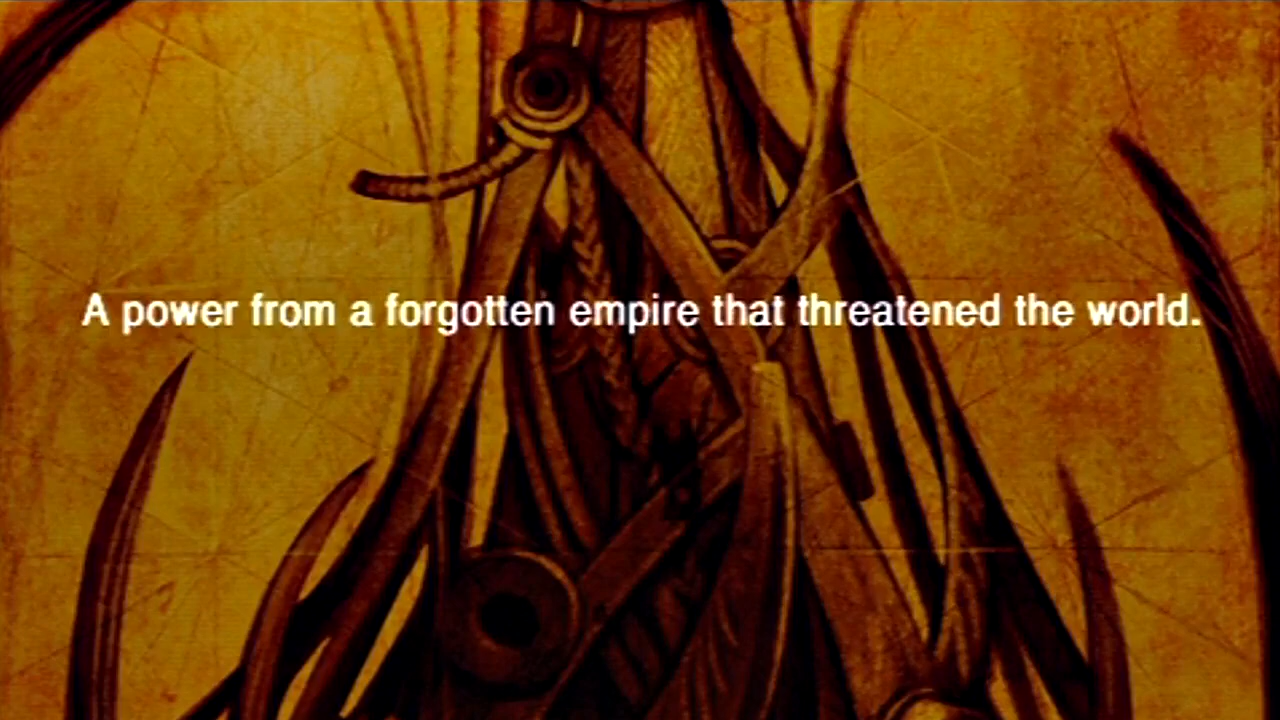 A power from a forgotten empire that threatened the world.